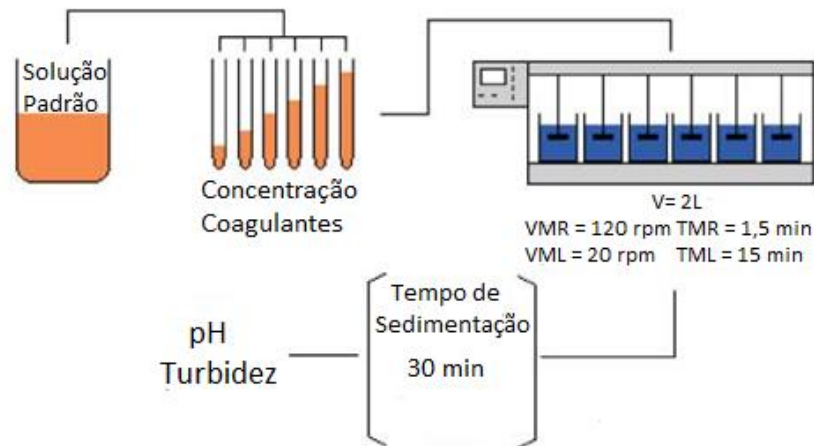 Solução
Padrão
Concentração
Coagulantes
V= 2L
VMR = 120 rpm TMR = 1,5 min
VML = 20 rpm TML = 15 min
Tempo de
Sedimentação
30 min
pH
Turbidez